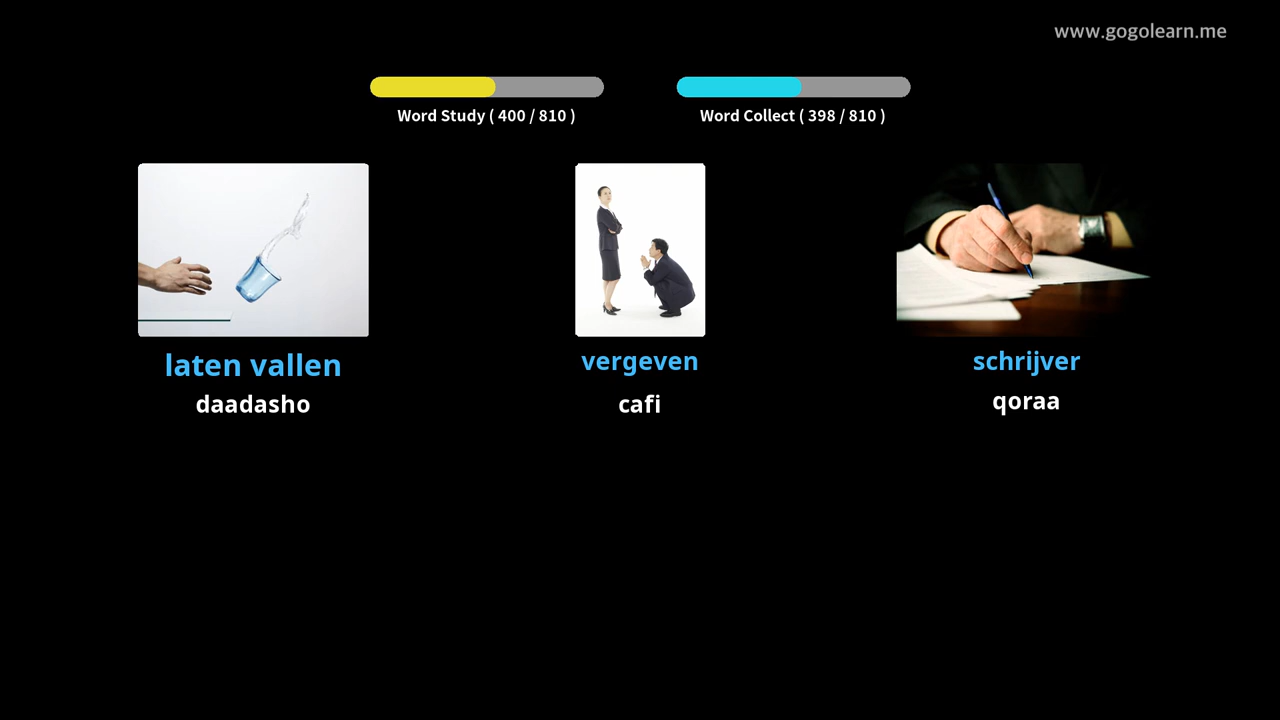 www.gogolearn.me
Word Study ( 400 / 810 )
Word Collect ( 398 / 810 )
laten vallen
daadasho
vergeven
cafi
schrijver
qoraa